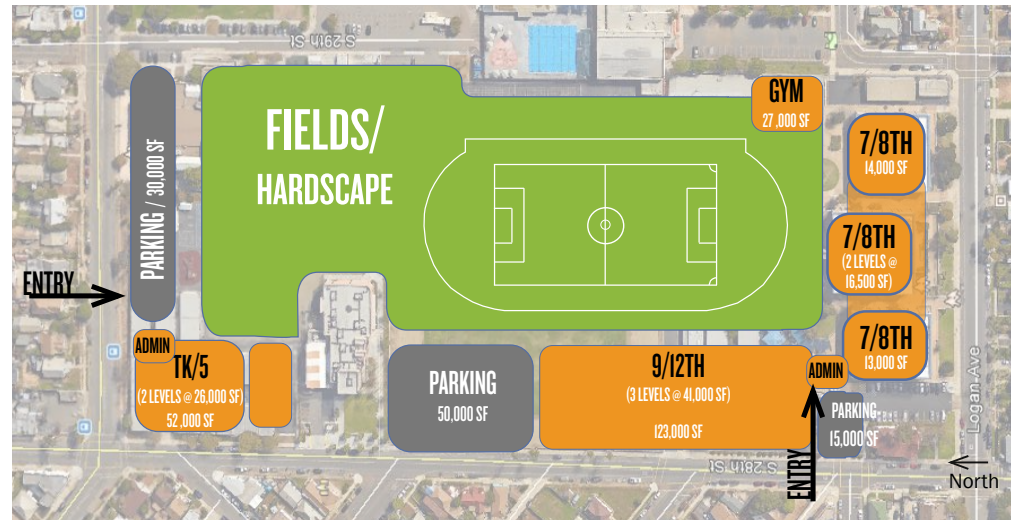 S 29th St
FIELDS/
HARDSCAPE
GYM
27 ,000 SF
7/8TH
14,000 SF
PARKING / 30,000 SF
7/8TH
(2 LEVELS @
16,500 SF)
ENTRY
ADMIN
TK/5
(2 LEVELS @ 26,000 SF)
52 ,000 SF
PARKING
50,000 SF
9/12TH
(3 LEVELS @ 41,000 SF)
123,000 SF
ADMIN
7/8TH
13,000 SF
PARKING
15,000 SF
ENTRY
Logan Ave
S 28th St
North